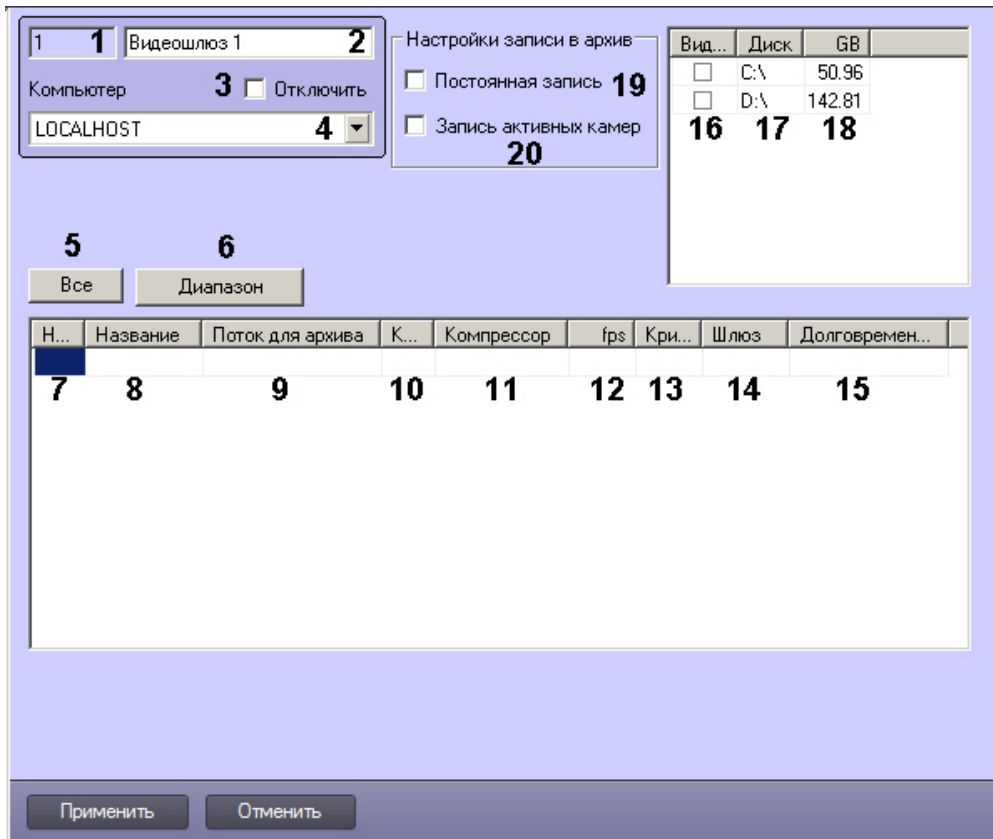 1 1 Видеошлюз 1 2
Компьютер 3 Отключить
LOCALHOST 4
Настройки записи в архив
Постоянная запись 19
Запись активных камер
20
Вид... Диск GB
C:\ 50.96
D:\ 142.81
16 17 18
5 6
Все Диапазон
Н... Название Поток для архива К... Компрессор fps Кри... Шлюз Долговремен...
7 8 9 10 11 12 13 14 15
Применить Отменить